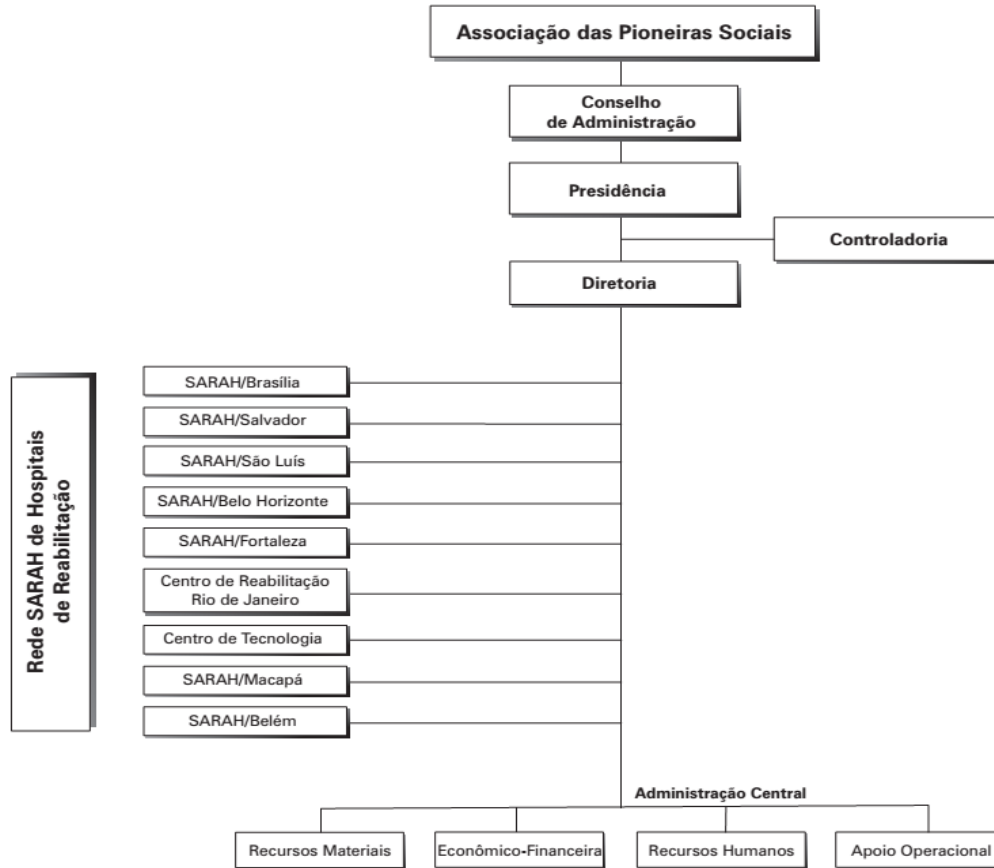 Associação das Pioneiras Sociais
Conselho
de Administração
Presidência
Controladoria
Diretoria
Rede SARAH de Hospitais
de Reabilitação
SARAH/Brasília
SARAH/Salvador
SARAH/São Luís
SARAH/Belo Horizonte
SARAH/Fortaleza
Centro de Reabilitação
Rio de Janeiro
Centro de Tecnologia
SARAH/Macapá
SARAH/Belém
Administração Central
Recursos Materiais
Econômico-Financeira
Recursos Humanos
Apoio Operacional